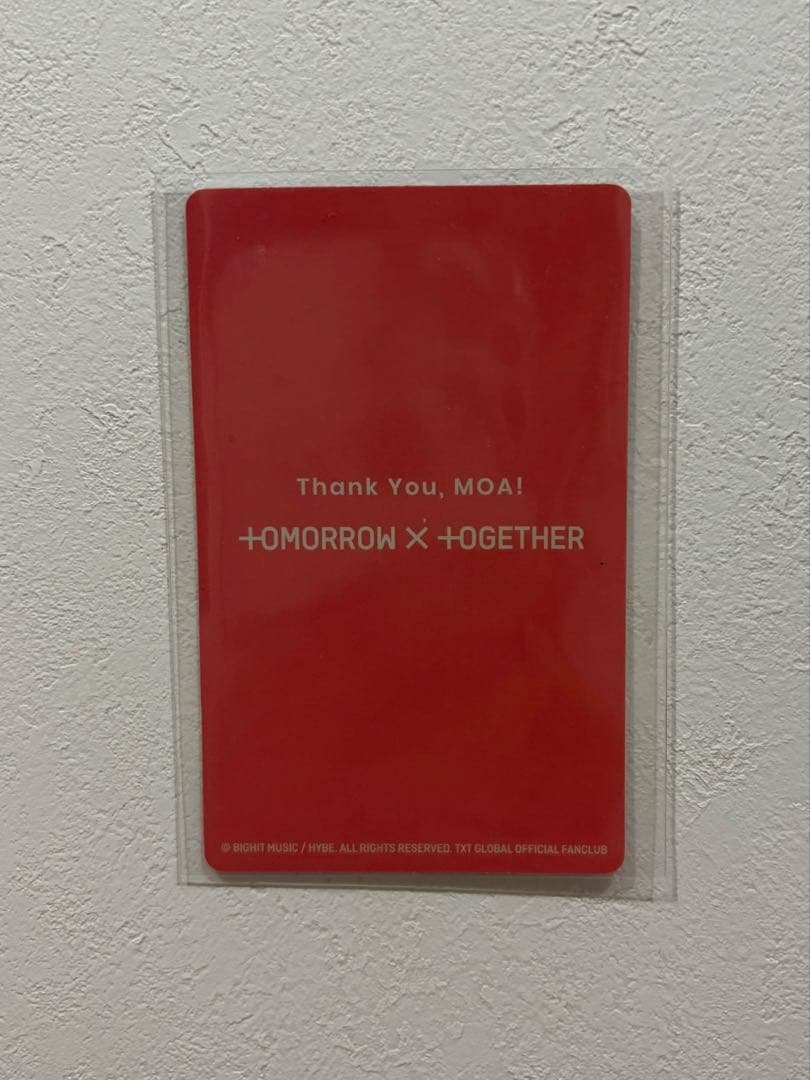 Thank You, MOA!
TOMORROW X TOGETHER
© BIGHIT MUSIC / HYBE. ALL RIGHTS RESERVED. TXT GLOBAL OFFICIAL FANCLUB